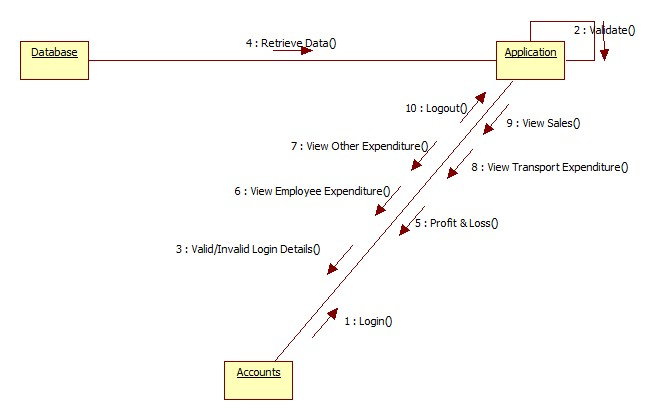 2 : Validate()
4 : Retrieve Data()
Database
Application
10 : Logout()
9 : View Sales()
7 : View Other Expenditure()
8 : View Transport Expenditure()
6 : View Employee Expenditure()
5 : Profit & Loss()
3 : Valid/Invalid Login Details()
1 : Login()
Accounts